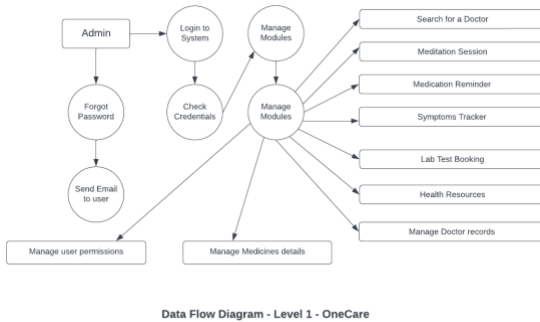 Admin
Login to
System
Manage
Modules
Search for a Doctor
Meditation Session
Medication Reminder
Forgot
Password
Check
Credentials
Manage
Modules
Symptoms Tracker
Lab Test Booking
Send Email
to user
Health Resources
Manage Doctor records
Manage user permissions
Manage Medicines details
Data Flow Diagram - Level 1 - OneCare